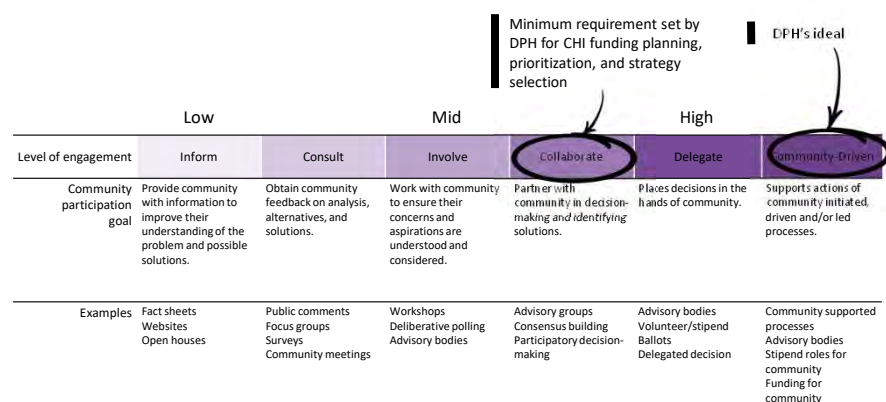 Minimum requirement set by
DPH for CHI funding planning,
prioritization, and strategy
selection
DPH's ideal
Low
Mid
High
Level of engagement
Inform
Consult
Involve
Collaborate
Delegate
Community-Driven
Community
participation
goal
Provide community
with information to
improve their
understanding of the
problem and possible
solutions.
Obtain community
feedback on analysis,
alternatives, and
solutions.
Work with community
to ensure their
concerns and
aspirations are
understood and
considered.
Partner with
community in decision-
making and identifying
solutions.
Places decisions in the
hands of community.
Supports actions of
community initiated,
driven and/or led
processes.
Examples
Fact sheets
Websites
Open houses
Public comments
Focus groups
Surveys
Community meetings
Workshops
Deliberative polling
Advisory bodies
Advisory groups
Consensus building
Participatory decision-
making
Advisory bodies
Volunteer/stipend
Ballots
Delegated decision
Community supported
processes
Advisory bodies
Stipend roles for
community
Funding for
community